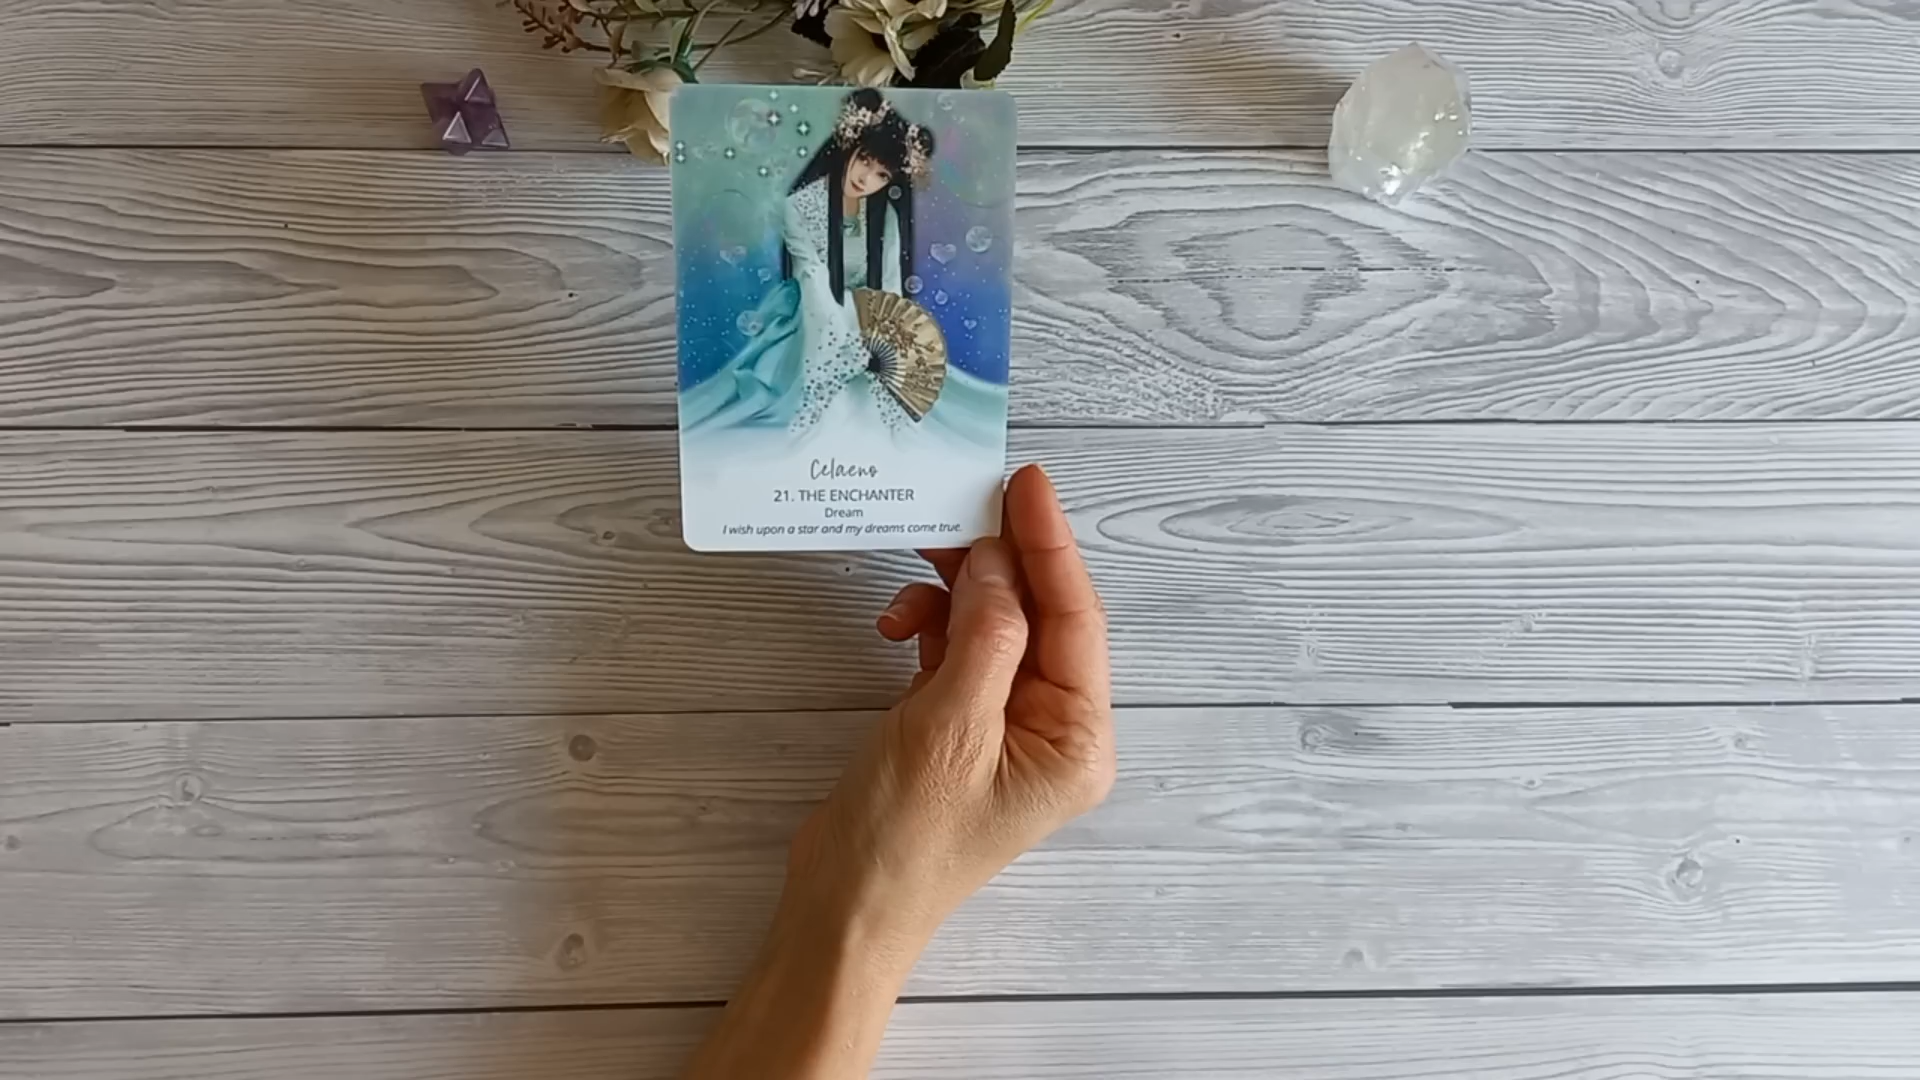 Celaeno
21. THE ENCHANTER
Dream
I wish upon a star and my dreams come true.